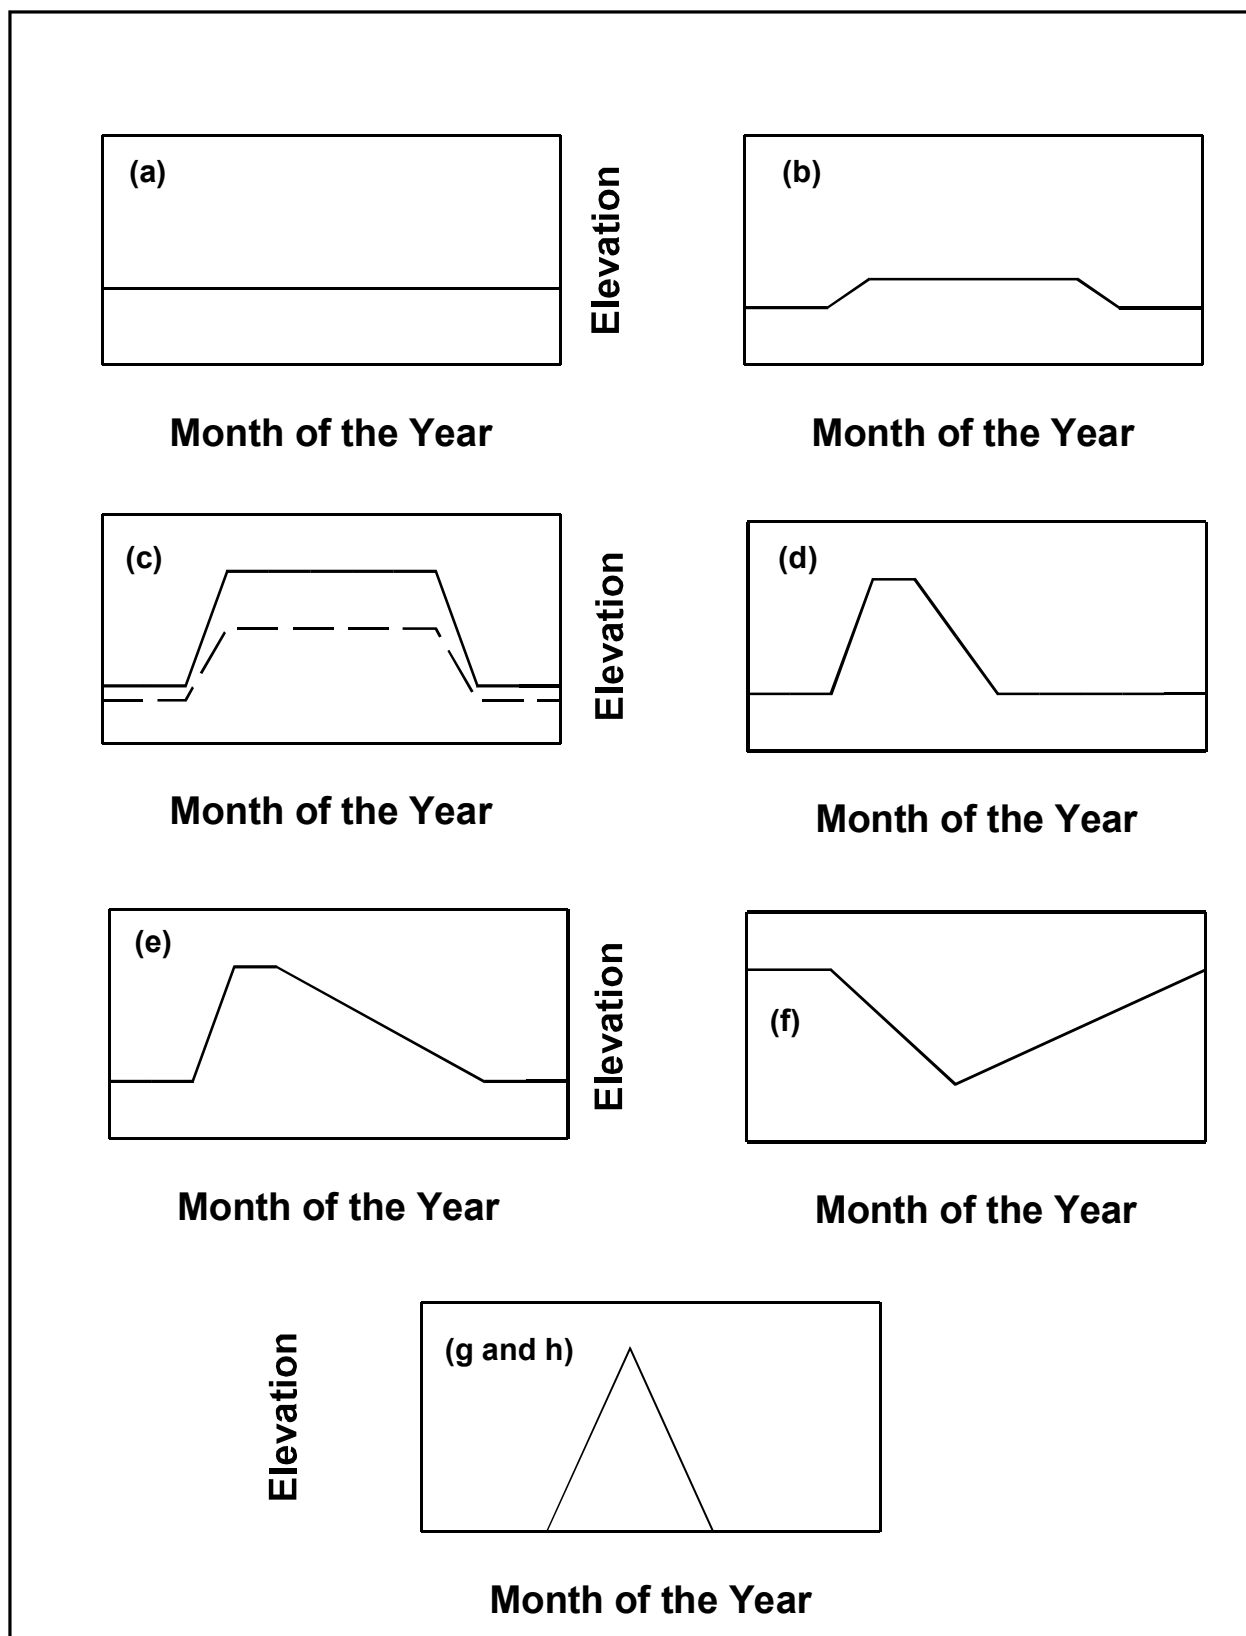 (a)
Elevation
(b)
Month of the Year
Month of the Year
(c)
Elevation
(d)
Month of the Year
Month of the Year
(e)
Elevation
(f)
Month of the Year
Month of the Year
Elevation
(g and h)
Month of the Year